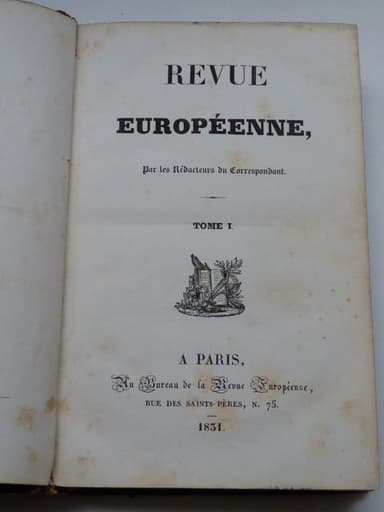 REVUE
EUROPÉENNE,
Par les Rédacteurs du Correspondant.
TOME I.
A PARIS,
Au Bureau de la Revue Européenne,
RUE DES SAINTS-PÈRES, N. 75.
1831.